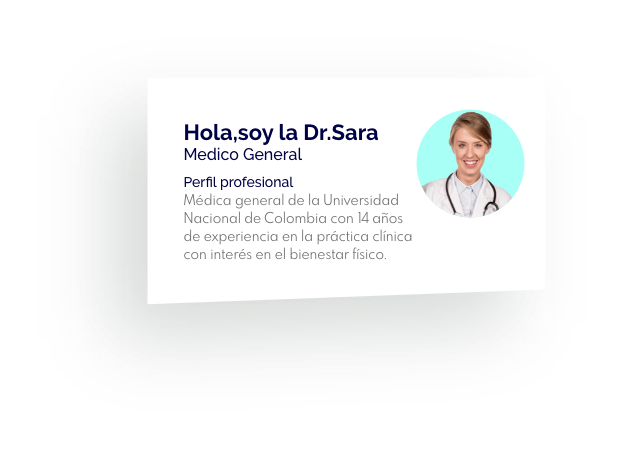 Hola,soy la Dr.Sara
Medico General
Perfil profesional
Médica general de la Universidad
Nacional de Colombia con 14 años
de experiencia en la práctica clínica
con interés en el bienestar físico.